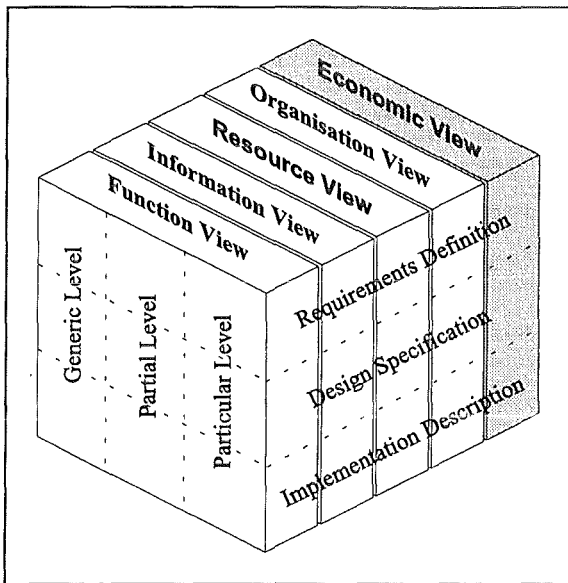 Economic View
Organisation View
Resource View
Information View
Function View
Generic Level
Partial Level
Particular Level
Requirements Definition
Design Specification
Implementation Description